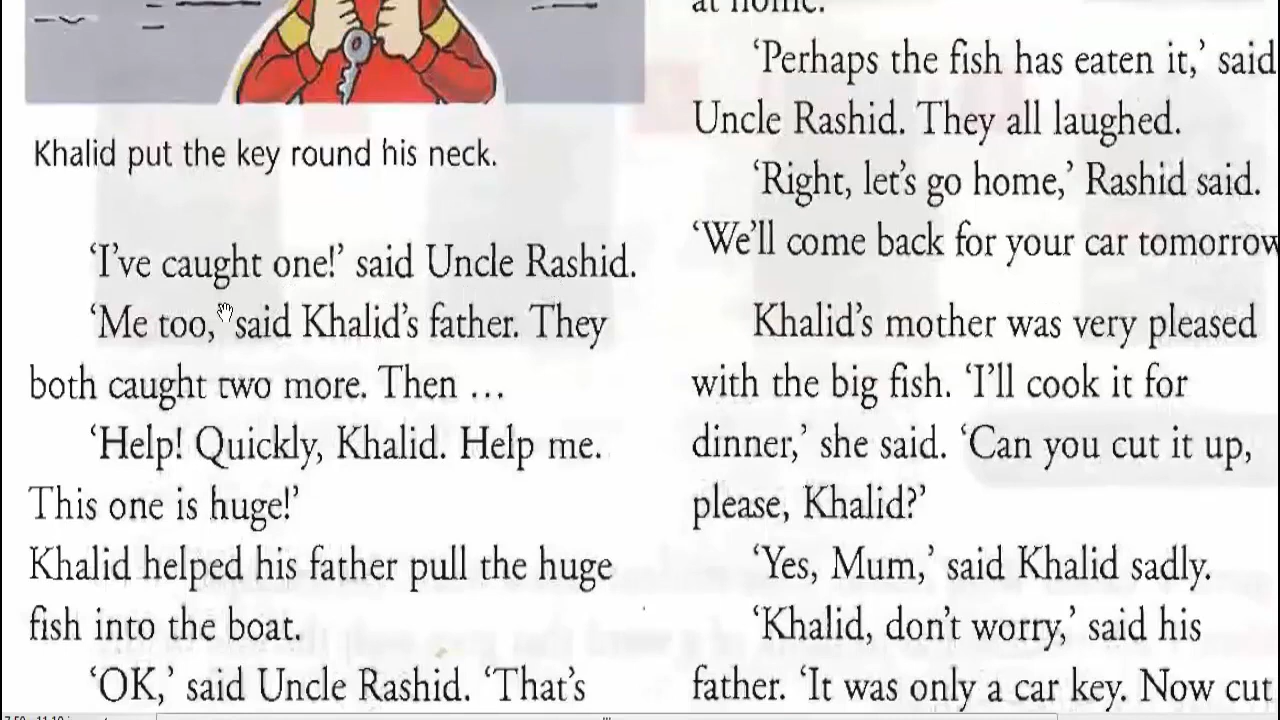 Khalid put the key round his neck.
‘I’ve caught one!’ said Uncle Rashid.
‘Me too,’ said Khalid’s father. They
both caught two more. Then …
‘Help! Quickly, Khalid. Help me.
This one is huge!’
Khalid helped his father pull the huge
fish into the boat.
‘OK,’ said Uncle Rashid. ‘That’s
at home.
‘Perhaps the fish has eaten it,’ said
Uncle Rashid. They all laughed.
‘Right, let’s go home,’ Rashid said.
‘We’ll come back for your car tomorrow
Khalid’s mother was very pleased
with the big fish. ‘I’ll cook it for
dinner,’ she said. ‘Can you cut it up,
please, Khalid?’
‘Yes, Mum,’ said Khalid sadly.
‘Khalid, don’t worry,’ said his
father. ‘It was only a car key. Now cut